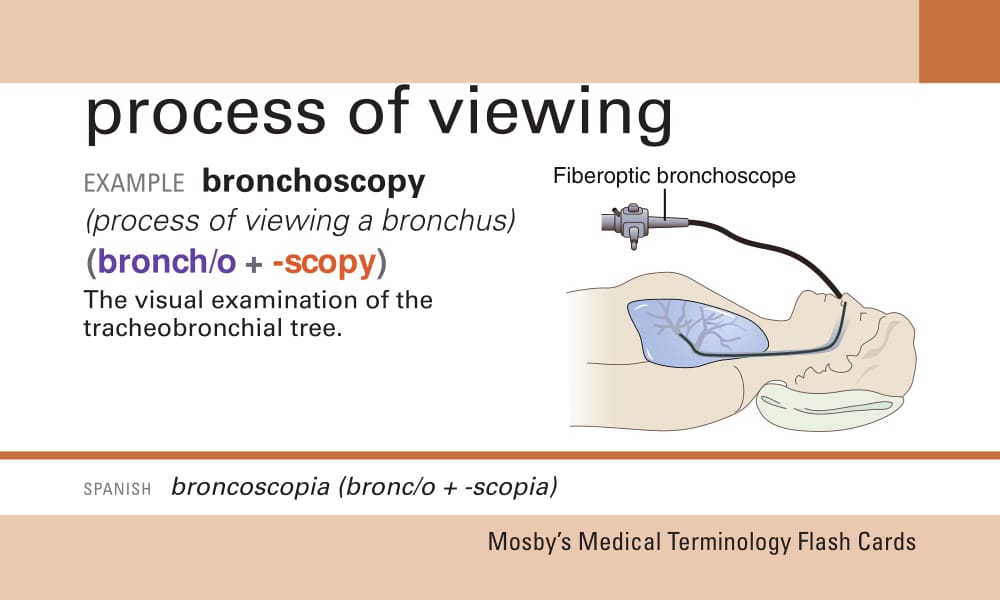 process of viewing
EXAMPLE bronchoscopy
(process of viewing a bronchus)
(bronch/o + -scopy)
The visual examination of the
tracheobronchial tree.
Fiberoptic bronchoscope
SPANISH broncoscopia (bronc/o + -scopia)
Mosby's Medical Terminology Flash Cards